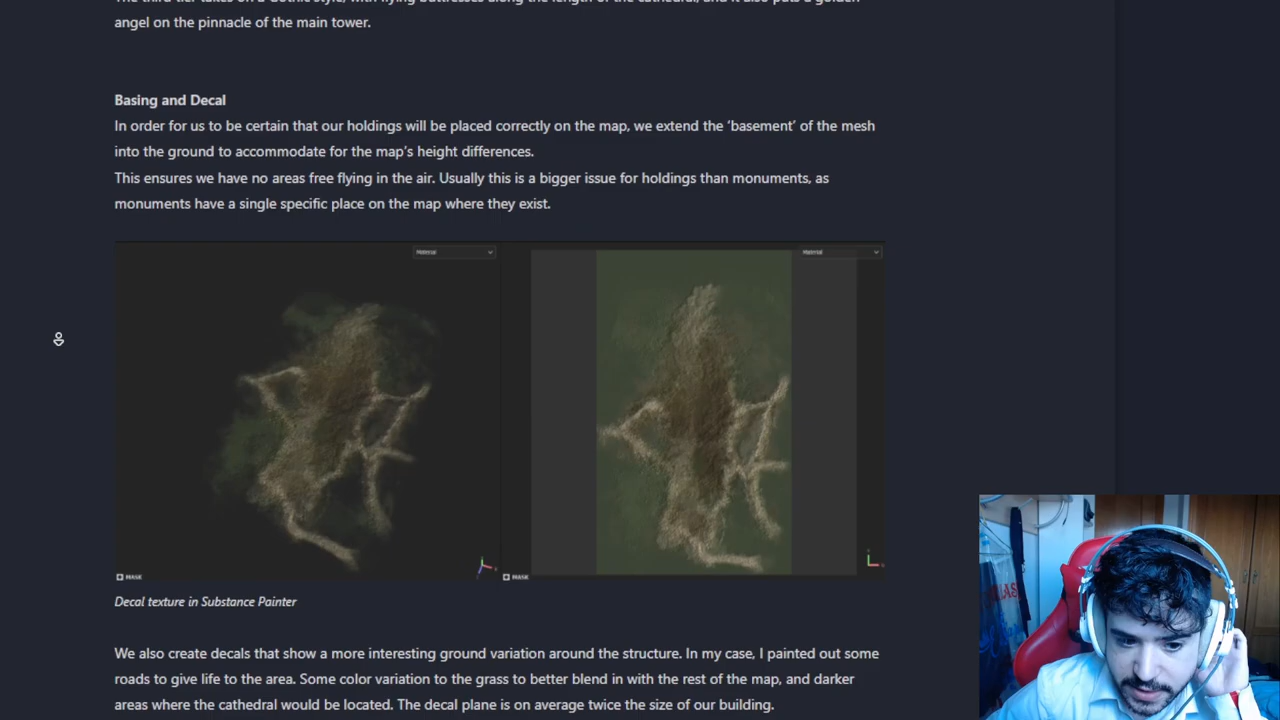 angel on the pinnacle of the main tower.
Basing and Decal
In order for us to be certain that our holdings will be placed correctly on the map, we extend the ‘basement’ of the mesh
into the ground to accommodate for the map’s height differences.
This ensures we have no areas free flying in the air. Usually this is a bigger issue for holdings than monuments, as
monuments have a single specific place on the map where they exist.
Material
Material
MASK
MASK
Decal texture in Substance Painter
We also create decals that show a more interesting ground variation around the structure. In my case, I painted out some
roads to give life to the area. Some color variation to the grass to better blend in with the rest of the map, and darker
areas where the cathedral would be located. The decal plane is on average twice the size of our building.